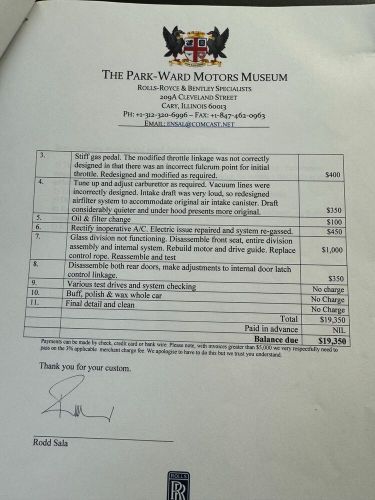 THE PARK-WARD MOTORS MUSEUM
ROLLS-ROYCE & BENTLEY SPECIALISTS
209A CLEVELAND STREET
CARY, ILLINOIS 60013
PH: +1-312-320-6996 – FAX: +1-847-462-0963
EMAIL: ENSAL@COMCAST.NET
3. Stiff gas pedal. The modified throttle linkage was not correctly
designed in that there was an incorrect fulcrum point for initial
throttle. Redesigned and modified as required. $400
4. Tune up and adjust carburettor as required. Vacuum lines were
incorrectly designed. Intake draft was very loud, so redesigned
airfilter system to accommodate original air intake canister. Draft
considerably quieter and under hood presents more original. $350
5. Oil & filter change $100
6. Rectify inoperative A/C. Electric issue repaired and system re-gassed. $450
7. Glass division not functioning. Disassemble front seat, entire division
assembly and internal system. Rebuild motor and drive guide. Replace
control rope. Reassemble and test $1,000
8. Disassemble both rear doors, make adjustments to internal door latch
control linkage. $350
9. Various test drives and system checking No charge
10. Buff, polish & wax whole car No Charge
11. Final detail and clean No Charge
Total $19,350
Paid in advance NIL
Balance due $19,350
Payments can be made by check, credit card or bank wire. Please note, with invoices greater than $5,000 we very respectfully need to
pass on the 3% applicable merchant charge fee. We apologise to have to do this but we trust you understand.
Thank you for your custom.
Rodd Sala
ROLLS
RR